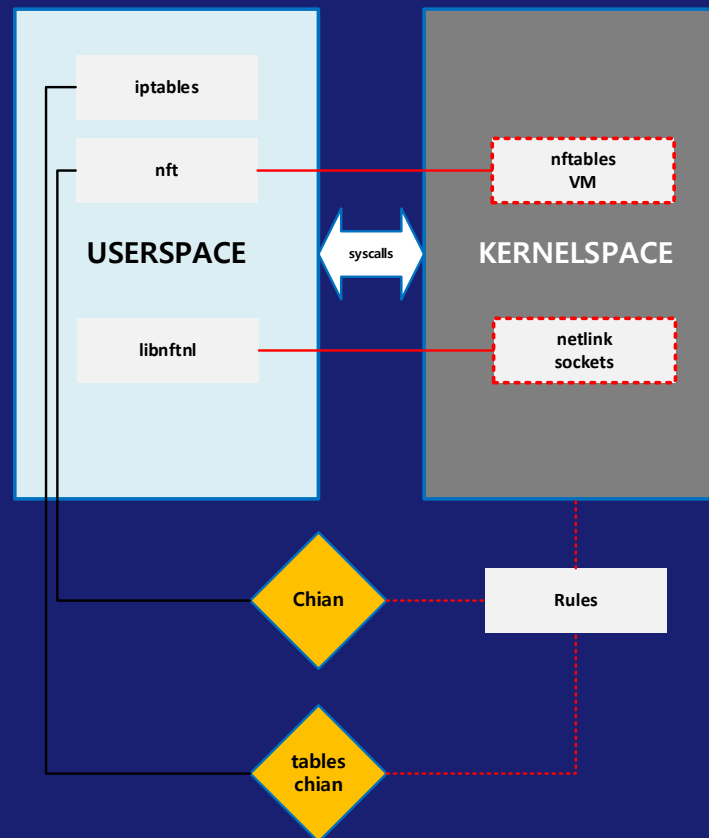 iptables
nft
nftables
VM
USERSPACE
syscalls
KERNELSPACE
libnftnl
netlink
sockets
Chian
Rules
tables
chian